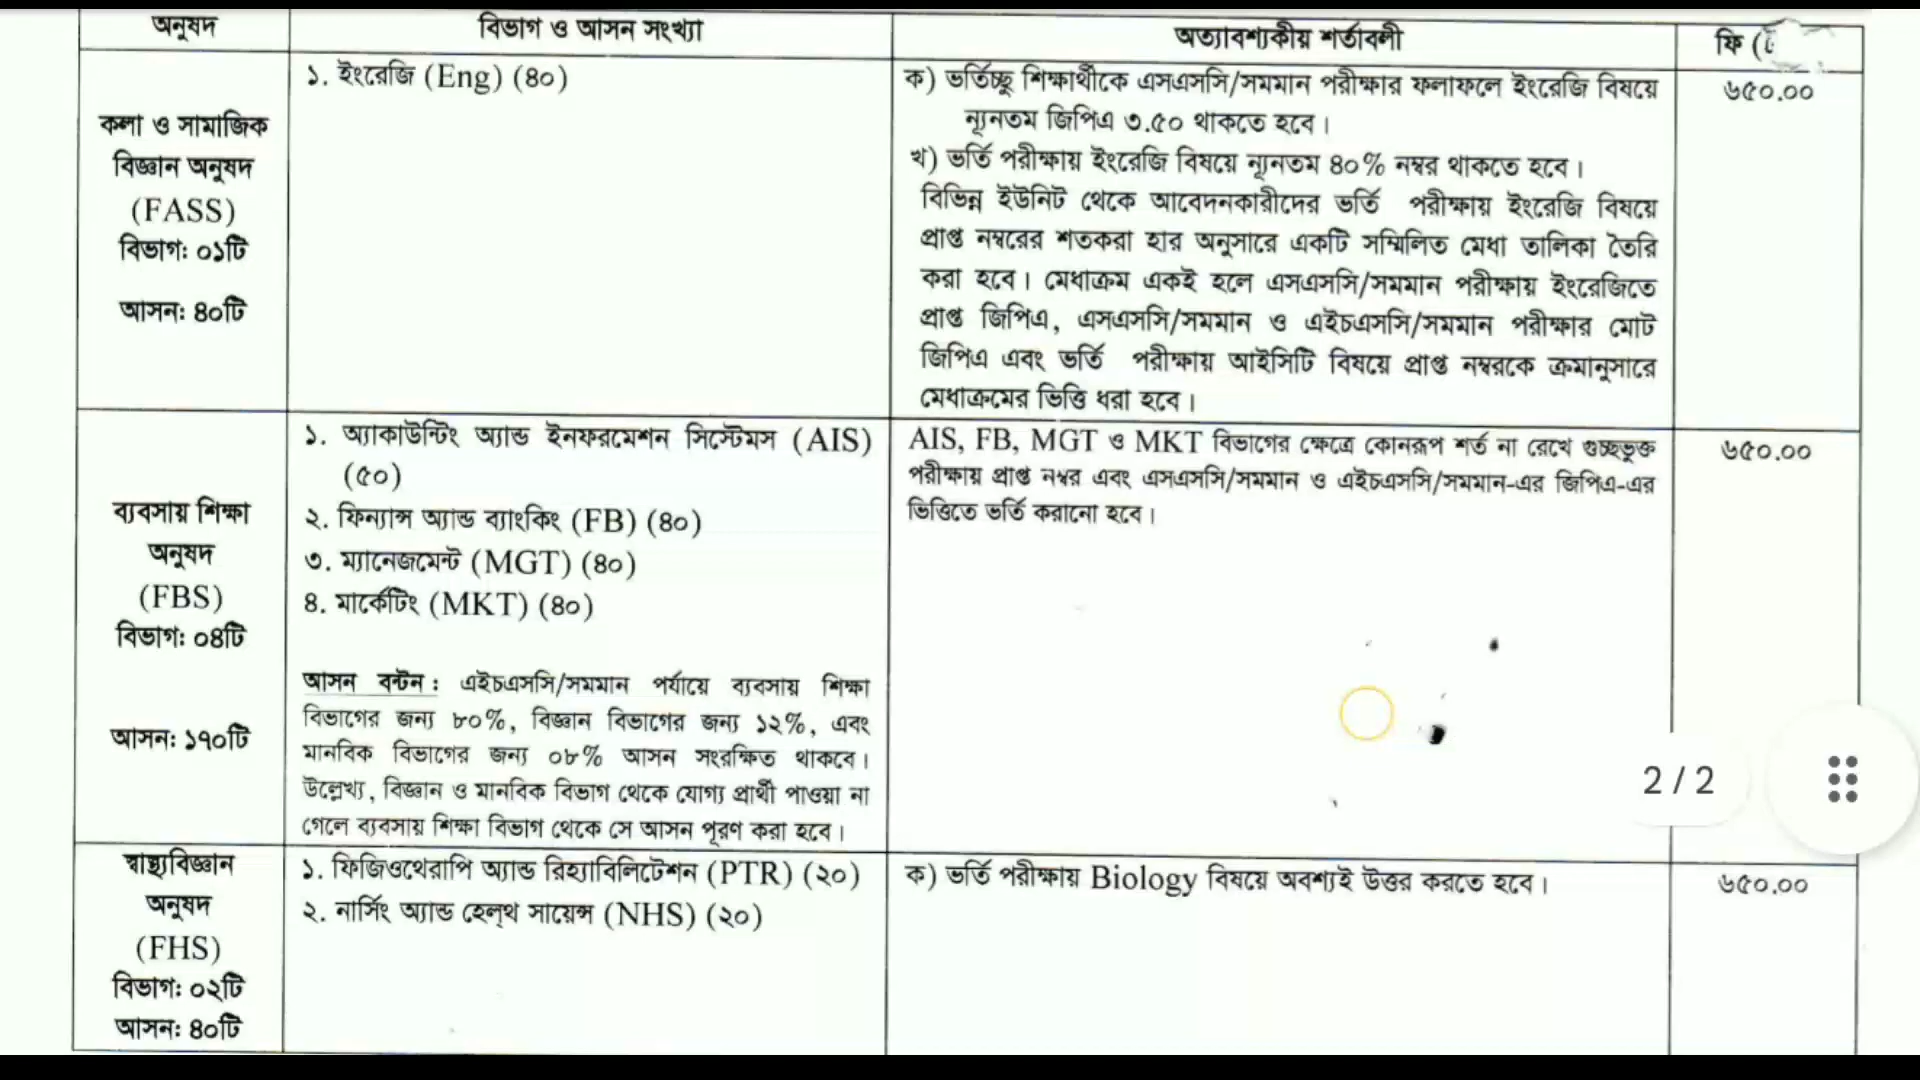 অনুষদ
বিভাগ ও আসন সংখ্যা
অত্যাবশ্যকীয় শর্তাবলী
ফি
কলা ও সামাজিক
বিজ্ঞান অনুষদ
(FASS)
বিভাগঃ ০১টি
আসন: ৪০টি
১. ইংরেজি (Eng) (৪০)
ক) ভর্তিচ্ছু শিক্ষার্থীকে এসএসসি/সমমান পরীক্ষার ফলাফলে ইংরেজি বিষয়ে
ন্যূনতম জিপিএ ৩.৫০ থাকতে হবে।
খ) ভর্তি পরীক্ষায় ইংরেজি বিষয়ে ন্যূনতম ৪০% নম্বর থাকতে হবে।
বিভিন্ন ইউনিট থেকে আবেদনকারীদের ভর্তি পরীক্ষায় ইংরেজি বিষয়ে
প্রাপ্ত নম্বরের শতকরা হার অনুসারে একটি সম্মিলিত মেধা তালিকা তৈরি
করা হবে। মেধাক্রম একই হলে এসএসসি/সমমান পরীক্ষায় ইংরেজিতে
প্রাপ্ত জিপিএ, এসএসসি/সমমান ও এইচএসসি/সমমান পরীক্ষার মোট
জিপিএ এবং ভর্তি পরীক্ষায় আইসিটি বিষয়ে প্রাপ্ত নম্বরকে ক্রমানুসারে
মেধাক্রমের ভিত্তি ধরা হবে।
৬৫০.০০
ব্যবসায় শিক্ষা
অনুষদ
(FBS)
বিভাগঃ ০৪টি
আসন: ১৭০টি
১. অ্যাকাউন্টিং অ্যান্ড ইনফরমেশন সিস্টেমস (AIS)
(৫০)
২. ফিন্যান্স অ্যান্ড ব্যাংকিং (FB) (৪০)
৩. ম্যানেজমেন্ট (MGT) (৪০)
৪. মার্কেটিং (MKT) (৪০)
আসন বন্টন: এইচএসসি/সমমান পর্যায়ে ব্যবসায় শিক্ষা
বিভাগের জন্য ৮০%, বিজ্ঞান বিভাগের জন্য ১২%, এবং
মানবিক বিভাগের জন্য ০৮% আসন সংরক্ষিত থাকবে।
উল্লেখ্য, বিজ্ঞান ও মানবিক বিভাগ থেকে যোগ্য প্রার্থী পাওয়া না
গেলে ব্যবসায় শিক্ষা বিভাগ থেকে সে আসন পূরণ করা হবে।
AIS, FB, MGT ও MKT বিভাগের ক্ষেত্রে কোনরূপ শর্ত না রেখে গুচ্ছভুক্ত
পরীক্ষায় প্রাপ্ত নম্বর এবং এসএসসি/সমমান ও এইচএসসি/সমমান-এর জিপিএ-এর
ভিত্তিতে ভর্তি করানো হবে।
৬৫০.০০
2/2
স্বাস্থ্যবিজ্ঞান
অনুষদ
(FHS)
বিভাগঃ ০২টি
আসন: ৪০টি
১. ফিজিওথেরাপি অ্যান্ড রিহ্যাবিলিটেশন (PTR) (২০)
২. নার্সিং অ্যান্ড হেল্‌থ সায়েন্স (NHS) (২০)
ক) ভর্তি পরীক্ষায় Biology বিষয়ে অবশ্যই উত্তর করতে হবে।
৬৫০.০০